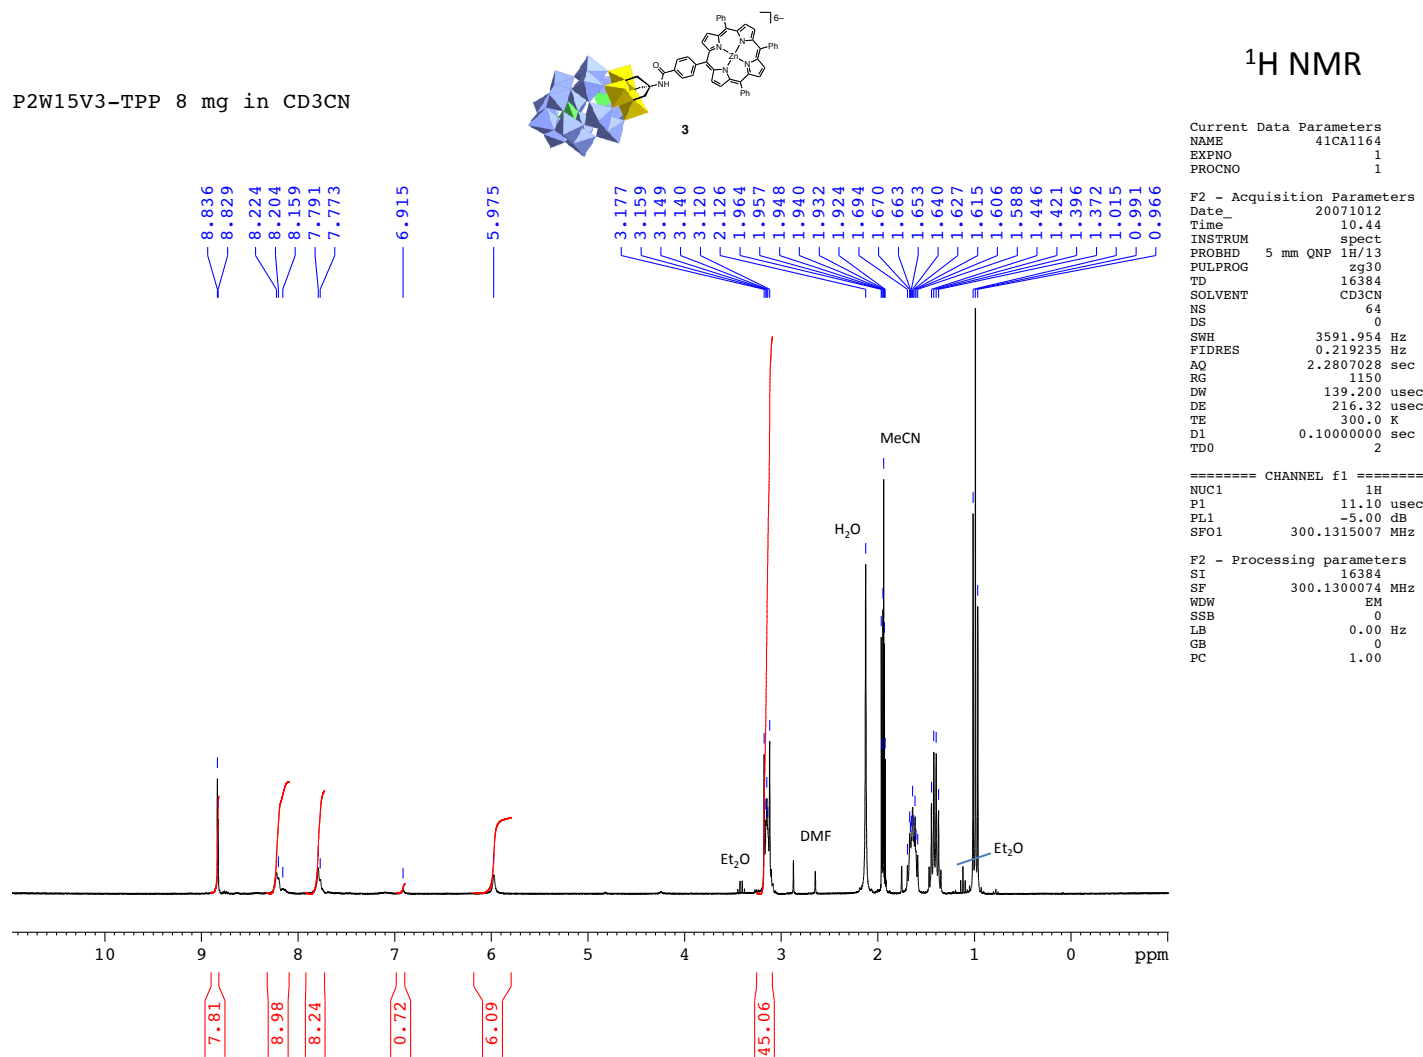 Ph
6–
Zn
N
N
N
N
Ph
Ph
O
NH
3
¹H NMR
P2W15V3-TPP 8 mg in CD3CN
8.836
8.829
8.224
8.204
8.159
7.791
7.773
6.915
5.975
3.177
3.159
3.149
3.140
3.120
2.126
1.964
1.957
1.948
1.940
1.932
1.924
1.694
1.670
1.663
1.653
1.640
1.627
1.615
1.606
1.588
1.446
1.421
1.396
1.372
1.015
0.991
0.966
Current Data Parameters
NAME 41CA1164
EXPNO 1
PROCNO 1
F2 - Acquisition Parameters
Date_ 20071012
Time 10.44
INSTRUM spect
PROBHD 5 mm QNP 1H/13
PULPROG zg30
TD 16384
SOLVENT CD3CN
NS 64
DS 0
SWH 3591.954 Hz
FIDRES 0.219235 Hz
AQ 2.2807028 sec
RG 1150
DW 139.200 usec
DE 216.32 usec
TE 300.0 K
D1 0.10000000 sec
TD0 2
======== CHANNEL f1 ========
NUC1 1H
P1 11.10 usec
PL1 -5.00 dB
SFO1 300.1315007 MHz
F2 - Processing parameters
SI 16384
SF 300.1300074 MHz
WDW EM
SSB 0
LB 0.00 Hz
GB 0
PC 1.00
MeCN
H₂O
DMF
Et₂O
Et₂O
10 9 8 7 6 5 4 3 2 1 0 ppm
7.81
8.98
8.24
0.72
6.09
45.06